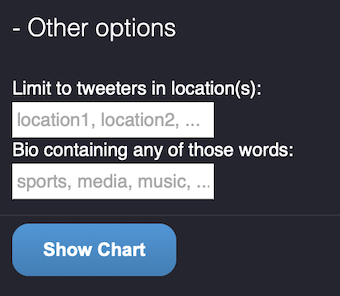 - Other options
Limit to tweeters in location(s):
location1, location2, ...
Bio containing any of those words:
sports, media, music, ...
Show Chart